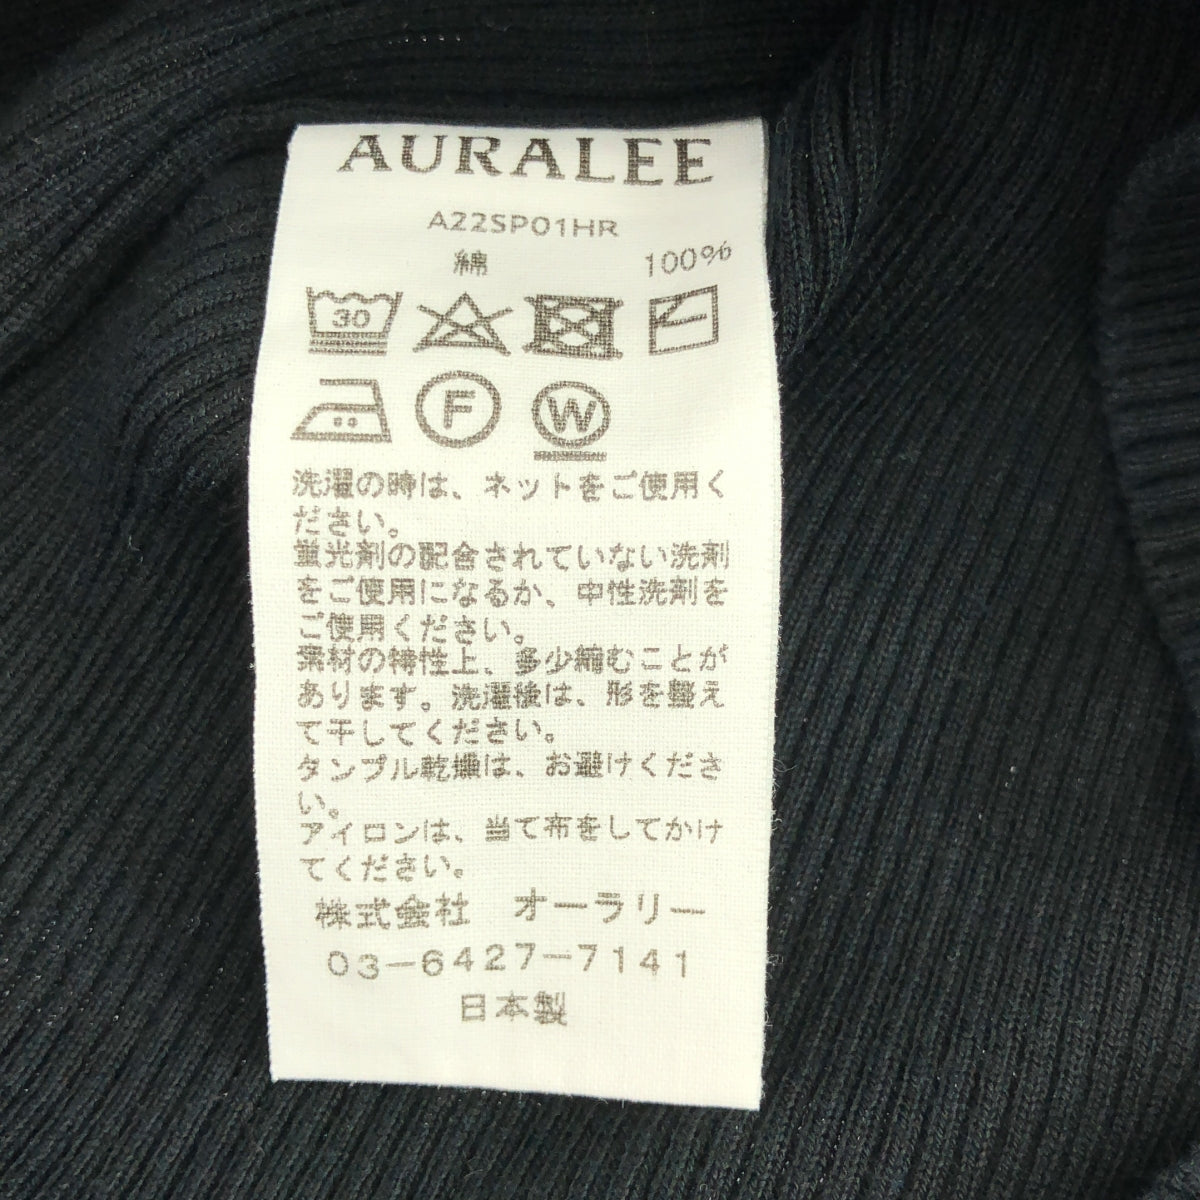 AURALEE
A22SP01HR
綿 100%
30
F W
洗濯の時は、ネットをご使用く
ださい。
蛍光剤の配合されていない洗剤
をご使用になるか、中性洗剤を
ご使用ください。
素材の特性上、多少縮むことが
あります。洗濯後は、形を整え
て干してください。
タンブル乾燥は、お避けくださ
い。
アイロンは、当て布をしてかけ
てください。
株式会社 オーラリー
03-6427-7141
日本製